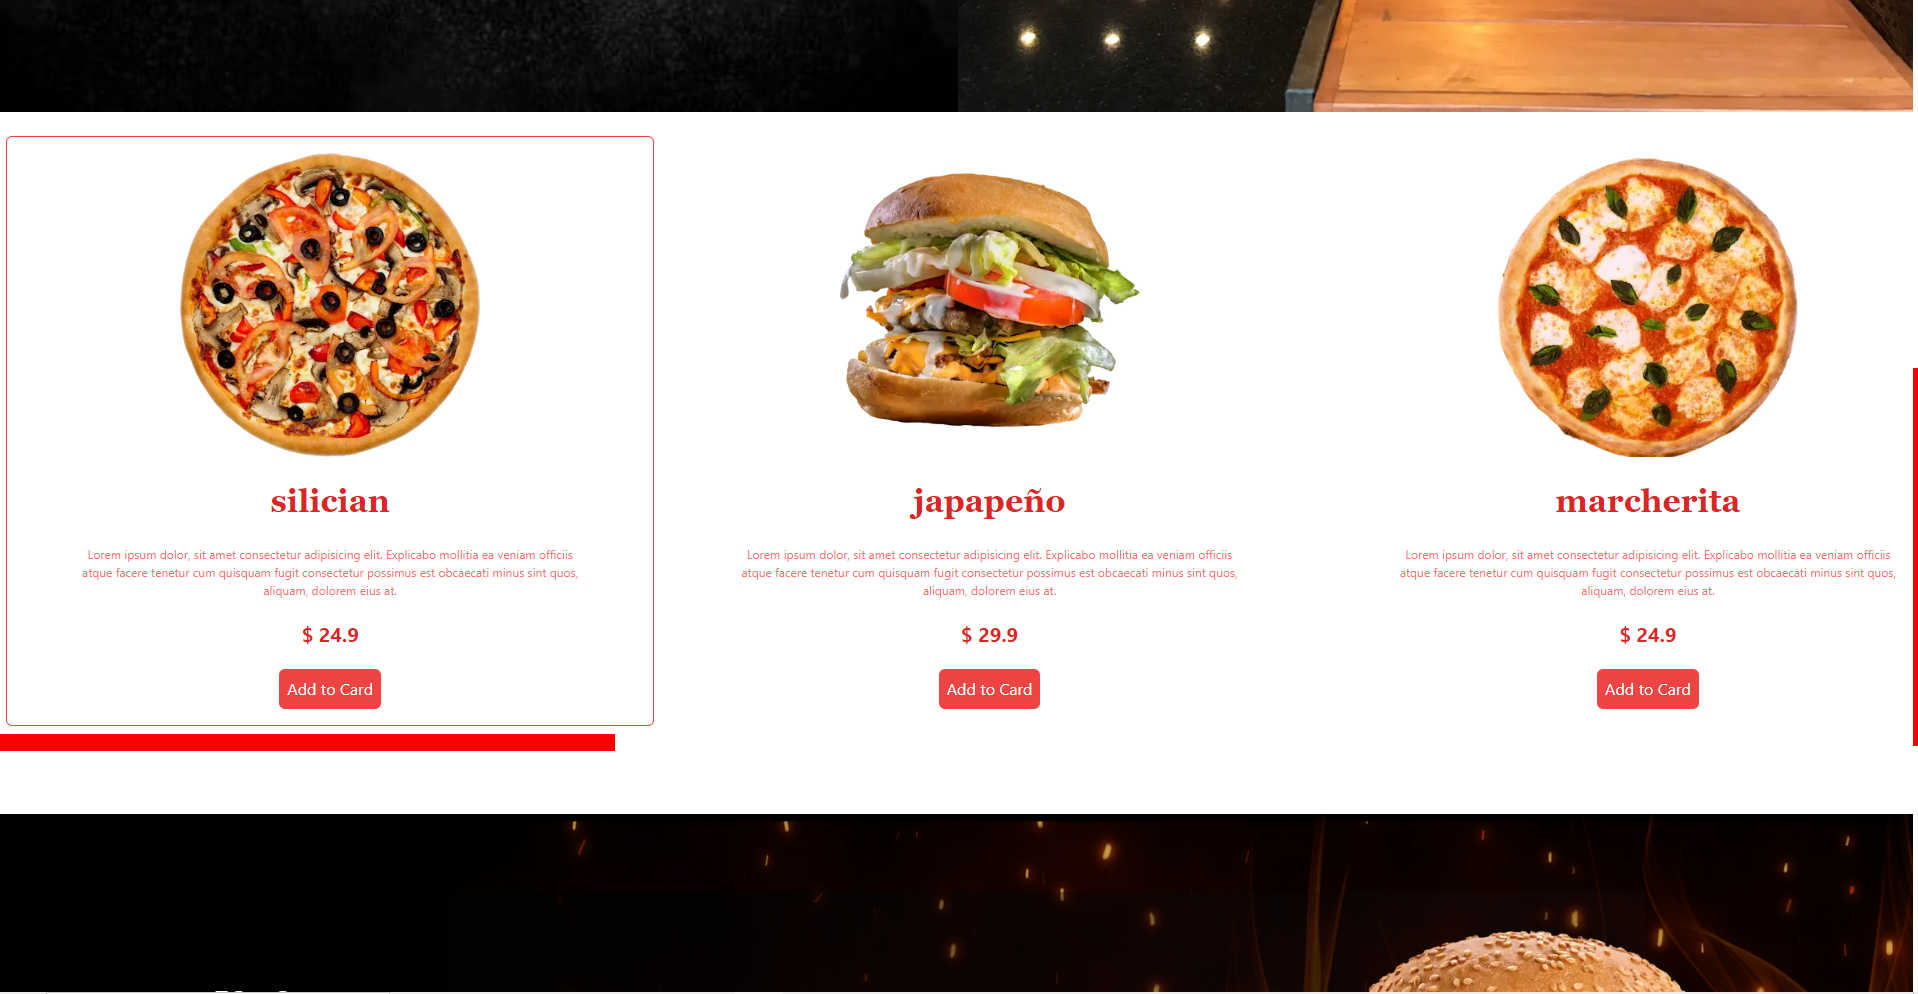 silician
Lorem ipsum dolor, sit amet consectetur adipisicing elit. Explicabo mollitia ea veniam officiis
atque facere tenetur cum quisquam fugit consectetur possimus est obcaecati minus sint quos,
aliquam, dolorem eius at.
$ 24.9
Add to Card
japapeño
Lorem ipsum dolor, sit amet consectetur adipisicing elit. Explicabo mollitia ea veniam officiis
atque facere tenetur cum quisquam fugit consectetur possimus est obcaecati minus sint quos,
aliquam, dolorem eius at.
$ 29.9
Add to Card
marcherita
Lorem ipsum dolor, sit amet consectetur adipisicing elit. Explicabo mollitia ea veniam officiis
atque facere tenetur cum quisquam fugit consectetur possimus est obcaecati minus sint quos,
aliquam, dolorem eius at.
$ 24.9
Add to Card